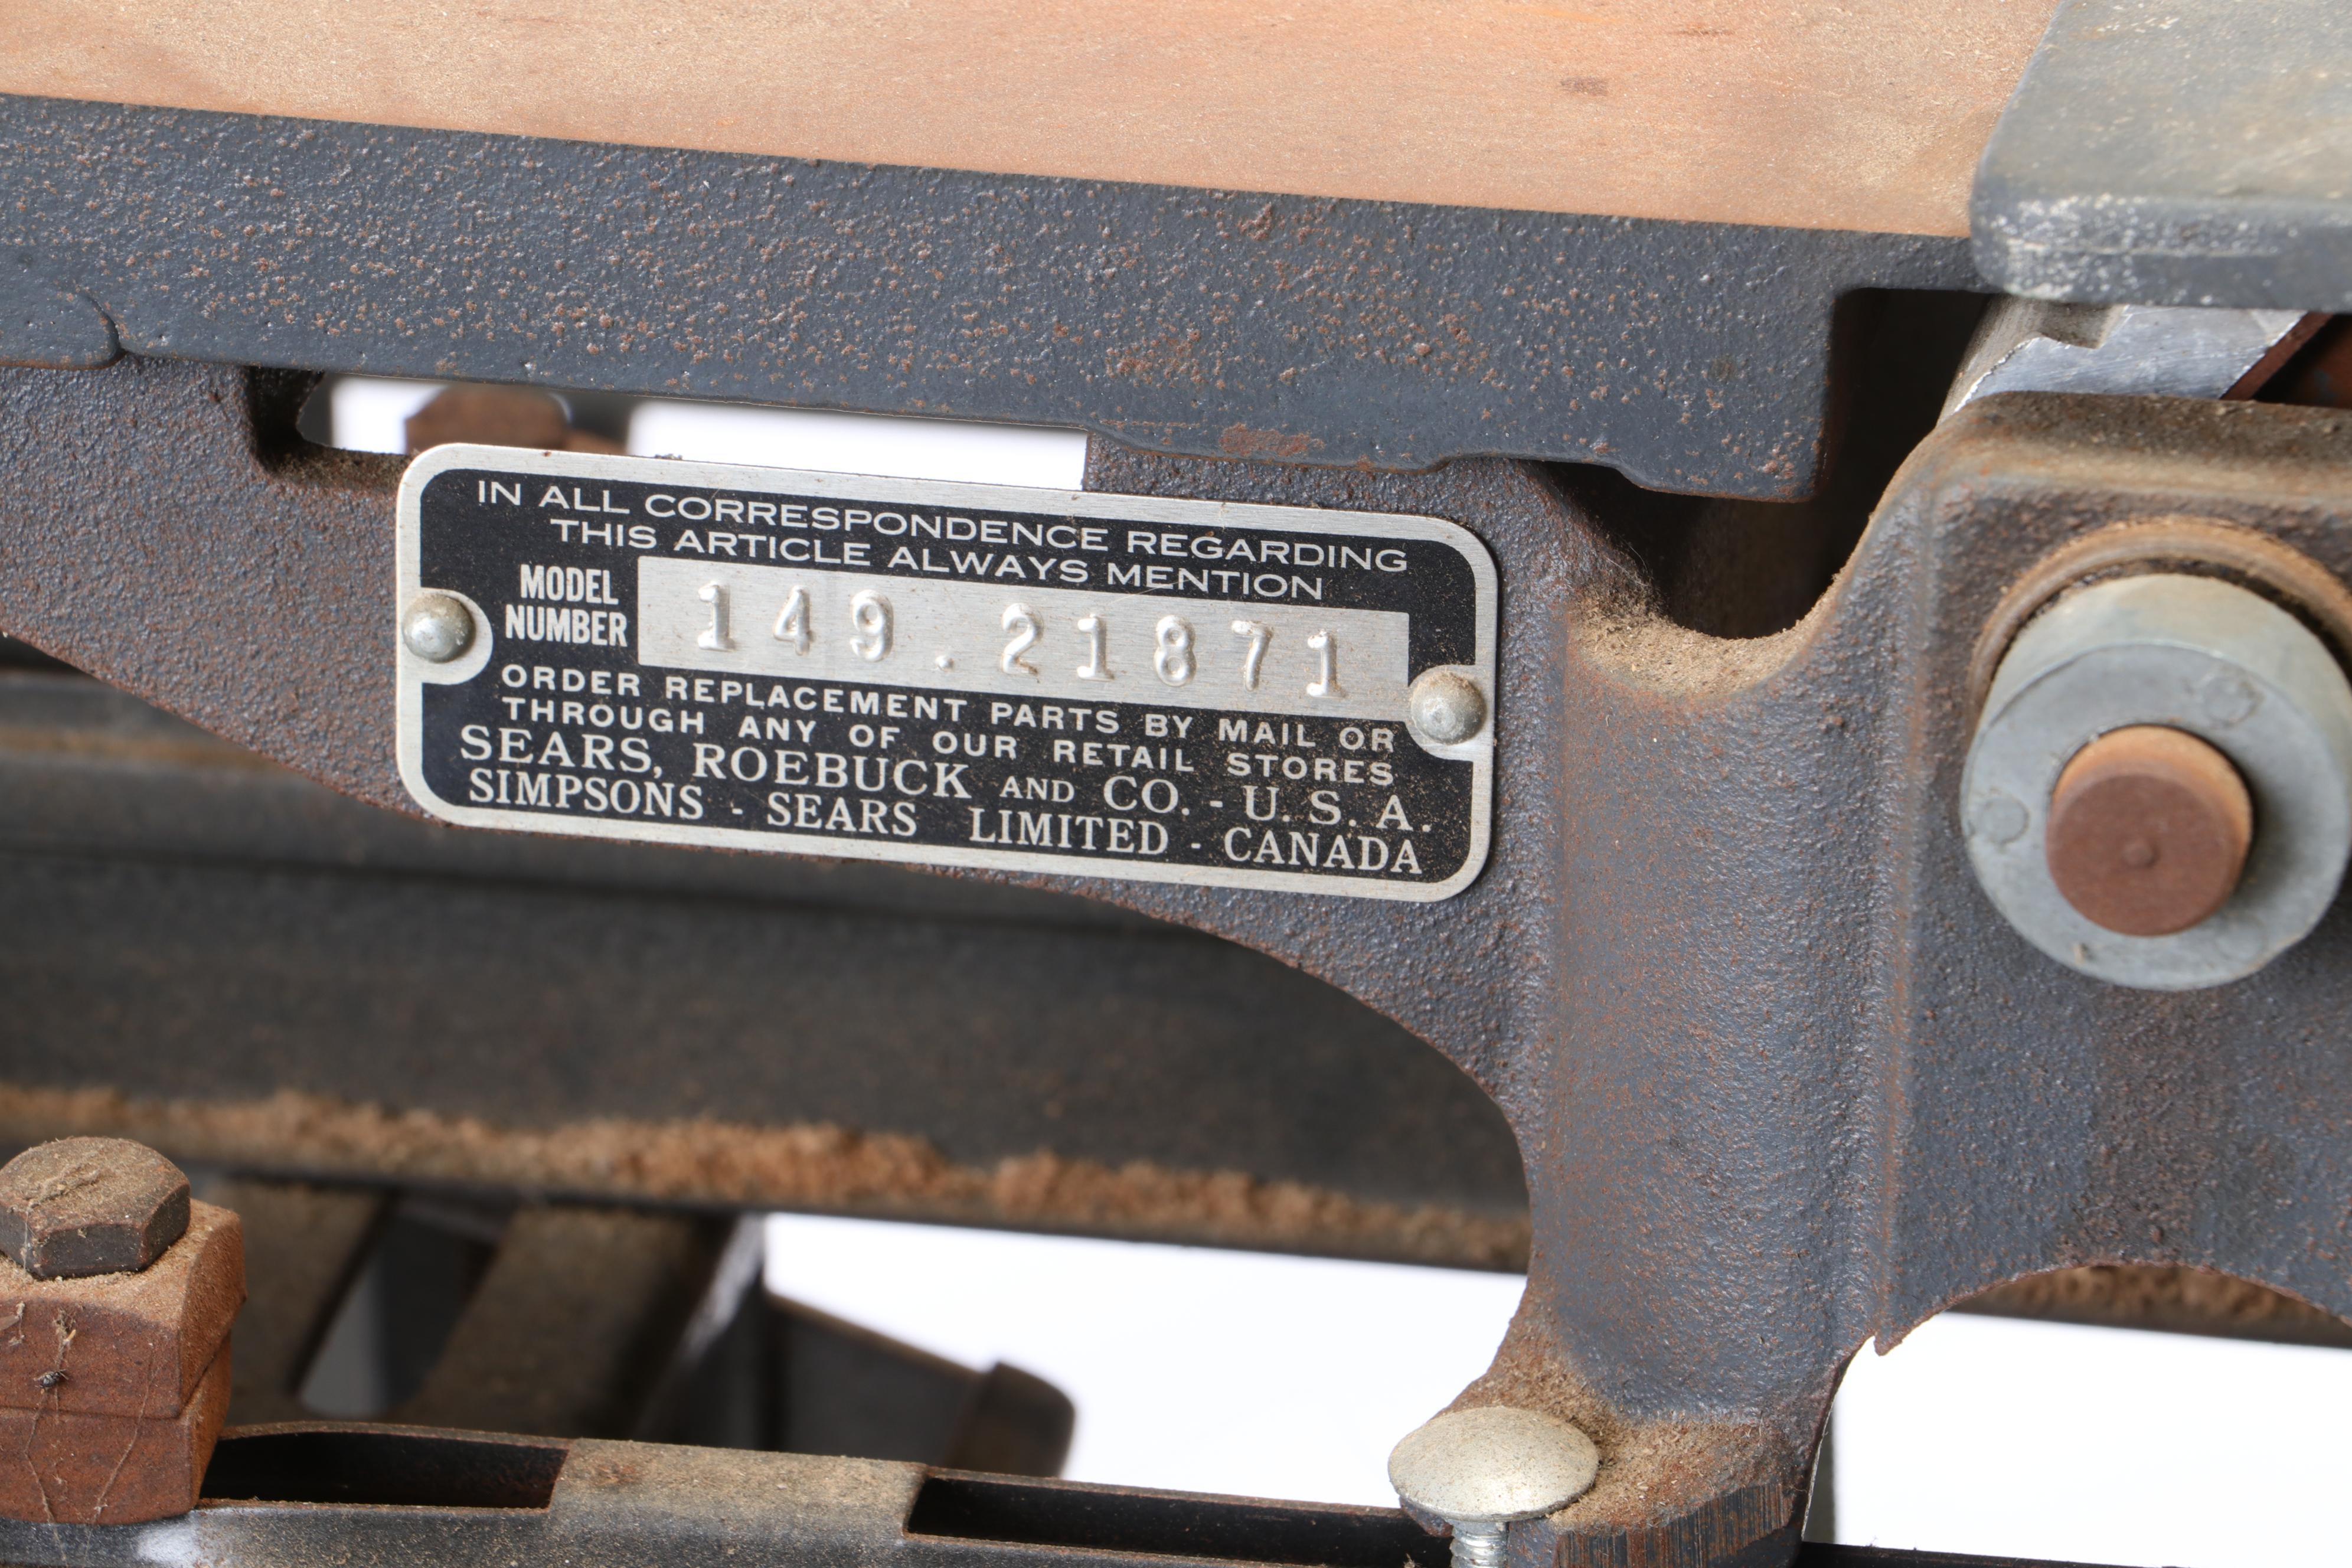 IN ALL CORRESPONDENCE REGARDING
THIS ARTICLE ALWAYS MENTION
MODEL
NUMBER
149.21871
ORDER REPLACEMENT PARTS BY MAIL OR
THROUGH ANY OF OUR RETAIL STORES
SEARS, ROEBUCK AND CO. - U. S. A.
SIMPSONS - SEARS LIMITED - CANADA